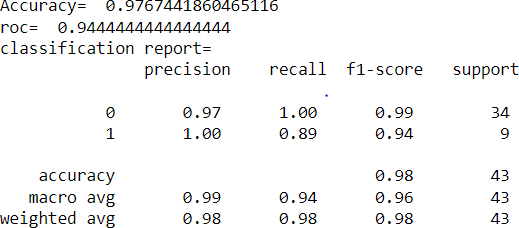 Accuracy=  0.9767441860465116
roc=  0.9444444444444444
classification report=
              precision    recall  f1-score   support

           0       0.97      1.00      0.99        34
           1       1.00      0.89      0.94         9

    accuracy                           0.98        43
   macro avg       0.99      0.94      0.96        43
weighted avg       0.98      0.98      0.98        43